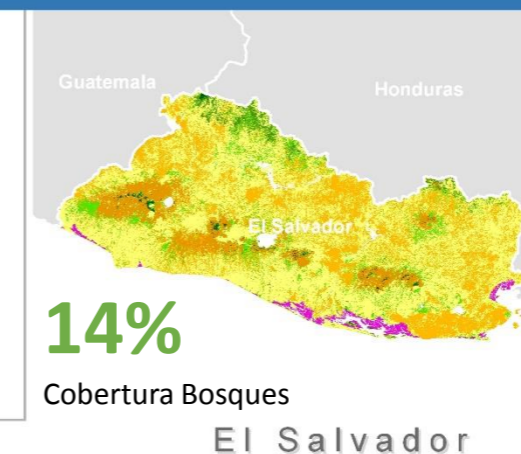 Guatemala
Honduras
El Salvador
14%
Cobertura Bosques
El Salvador